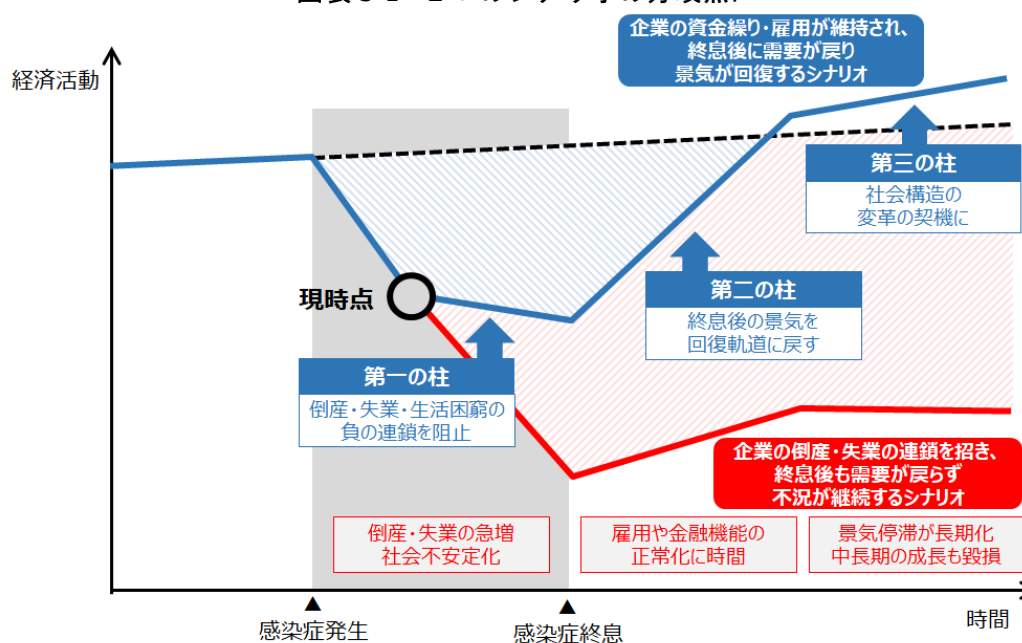 経済活動
企業の資金繰り・雇用が維持され、
終息後に需要が戻り
景気が回復するシナリオ
第三の柱
社会構造の
変革の契機に
現時点
第二の柱
終息後の景気を
回復軌道に戻す
第一の柱
倒産・失業・生活困窮の
負の連鎖を阻止
企業の倒産・失業の連鎖を招き、
終息後も需要が戻らず
不況が継続するシナリオ
倒産・失業の急増
社会不安定化
雇用や金融機能の
正常化に時間
景気停滞が長期化
中長期の成長も毀損
▲
感染症発生
▲
感染症終息
時間